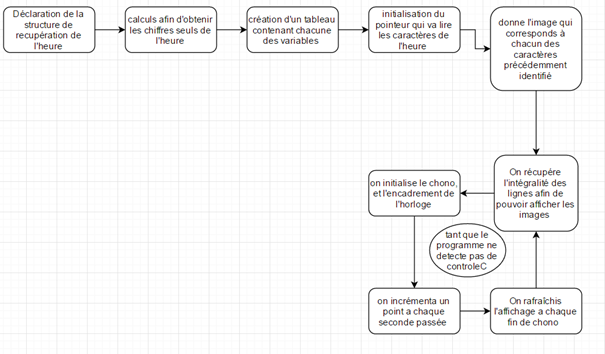 Déclaration de la
structure de
recupération de
l'heure
calculs afin d'obtenir
les chiffres seuls de
l'heure
création d'un tableau
contenant chacune
des variables
initialisation du
pointeur qui va lire
les caractères de
l'heure
donne l'image qui
corresponds à
chacun des
caractères
précédemment
identifié
On récupére
l'intégralité des
lignes afin de
pouvoir afficher les
images
on initialise le chono,
et l'encadrement de
l'horloge
tant que le
programme ne
detecte pas de
controleC
on incrémenta un
point a chaque
seconde passée
On rafraîchis
l'affichage a chaque
fin de chono